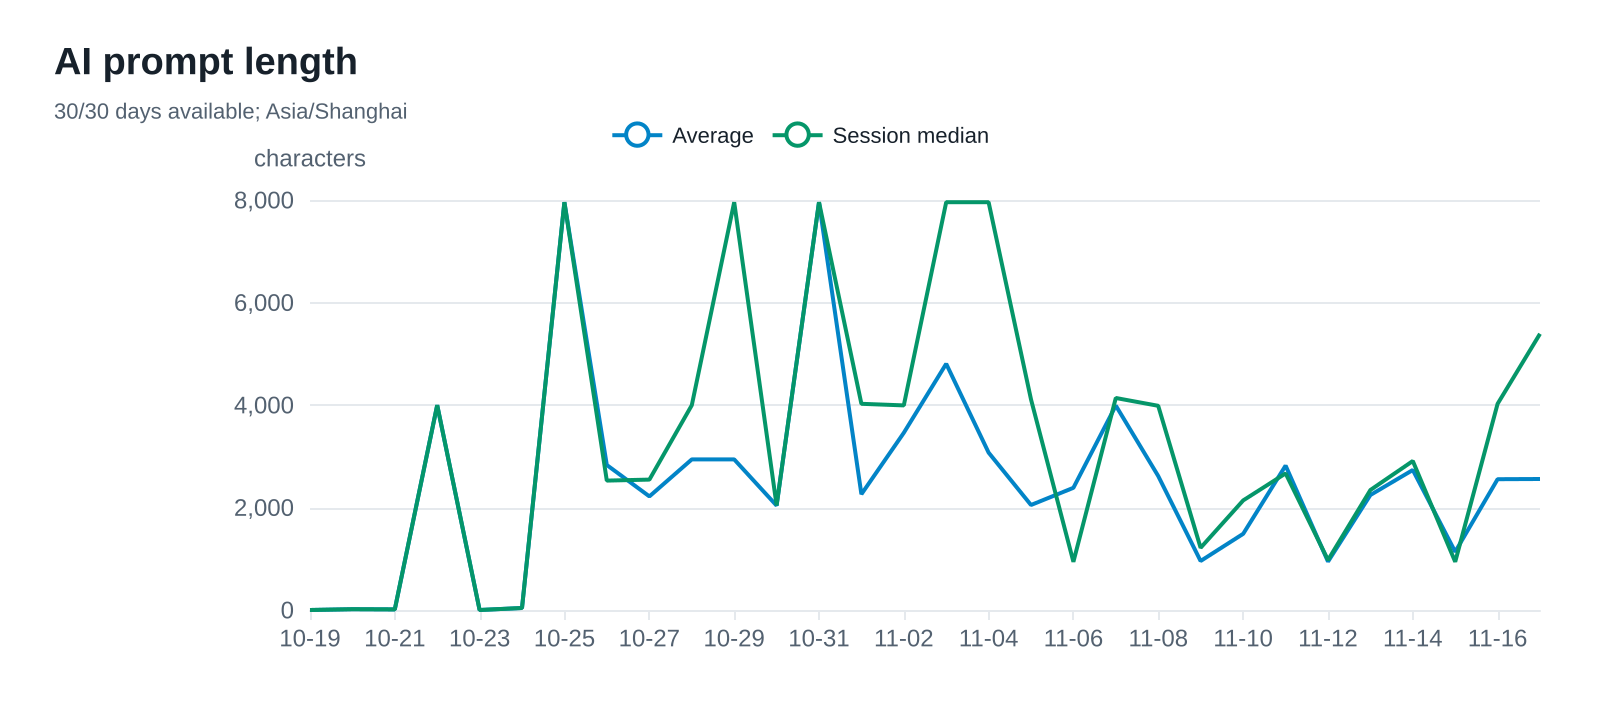 AI prompt length
30/30 days available; Asia/Shanghai
Average Session median
characters
8,000
6,000
4,000
2,000
0
10-19 10-21 10-23 10-25 10-27 10-29 10-31 11-02 11-04 11-06 11-08 11-10 11-12 11-14 11-16